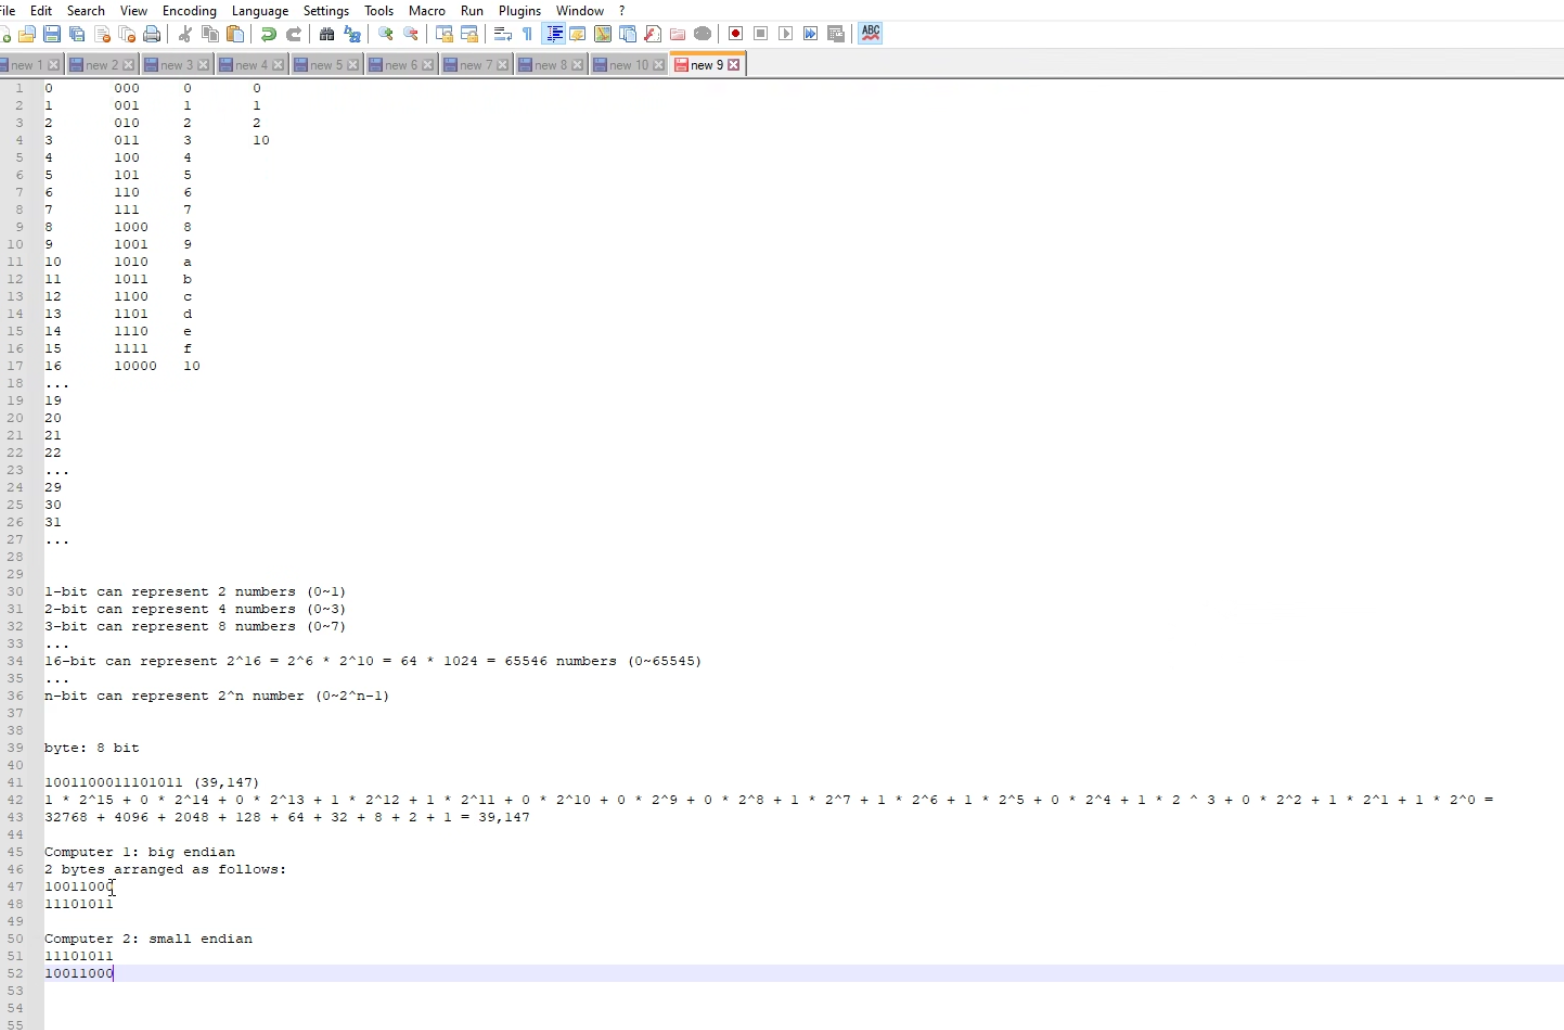 File Edit Search View Encoding Language Settings Tools Macro Run Plugins Window ?
ABC
new 1 new 2 new 3 new 4 new 5 new 6 new 7 new 8 new 10 new 9
1 0 000 0 0
2 1 001 1 1
3 2 010 2 2
4 3 011 3 10
5 4 100 4
6 5 101 5
7 6 110 6
8 7 111 7
9 8 1000 8
10 9 1001 9
11 10 1010 a
12 11 1011 b
13 12 1100 c
14 13 1101 d
15 14 1110 e
16 15 1111 f
17 16 10000 10
18 ...
19 19
20 20
21 21
22 22
23 ...
24 29
25 30
26 31
27 ...
28
29
30 1-bit can represent 2 numbers (0~1)
31 2-bit can represent 4 numbers (0~3)
32 3-bit can represent 8 numbers (0~7)
33 ...
34 16-bit can represent 2^16 = 2^6 * 2^10 = 64 * 1024 = 65546 numbers (0~65545)
35 ...
36 n-bit can represent 2^n number (0~2^n-1)
37
38
39 byte: 8 bit
40
41 1001100011101011 (39,147)
42 1 * 2^15 + 0 * 2^14 + 0 * 2^13 + 1 * 2^12 + 1 * 2^11 + 0 * 2^10 + 0 * 2^9 + 0 * 2^8 + 1 * 2^7 + 1 * 2^6 + 1 * 2^5 + 0 * 2^4 + 1 * 2 ^ 3 + 0 * 2^2 + 1 * 2^1 + 1 * 2^0 =
43 32768 + 4096 + 2048 + 128 + 64 + 32 + 8 + 2 + 1 = 39,147
44
45 Computer 1: big endian
46 2 bytes arranged as follows:
47 10011000
48 11101011
49
50 Computer 2: small endian
51 11101011
52 10011000
53
54
55